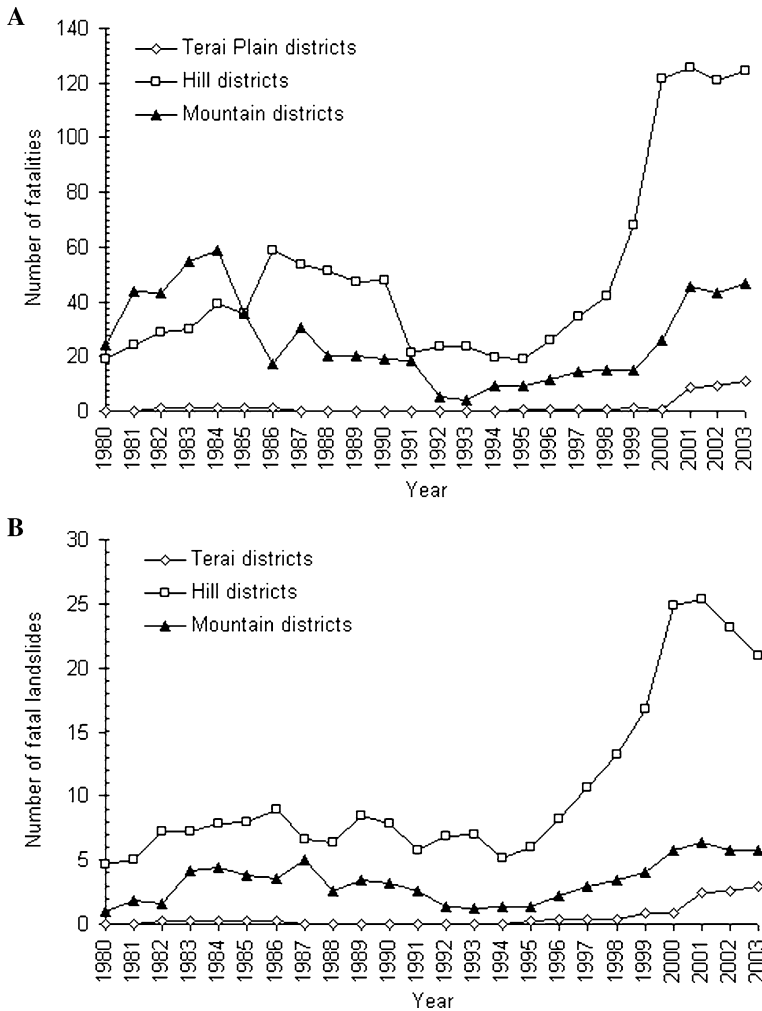 A
140
120
100
80
60
40
20
0
Number of fatalities
Terai Plain districts
Hill districts
Mountain districts
1980 1981 1982 1983 1984 1985 1986 1987 1988 1989 1990 1991 1992 1993 1994 1995 1996 1997 1998 1999 2000 2001 2002 2003
Year
B
30
25
20
15
10
5
0
Number of fatal landslides
Terai districts
Hill districts
Mountain districts
1980 1981 1982 1983 1984 1985 1986 1987 1988 1989 1990 1991 1992 1993 1994 1995 1996 1997 1998 1999 2000 2001 2002 2003
Year